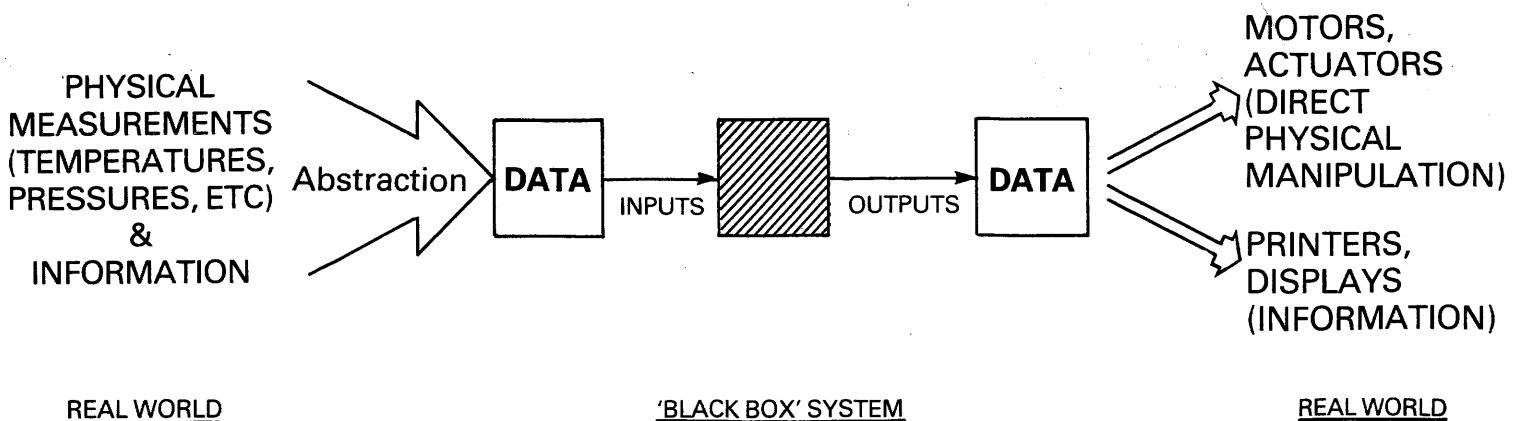 PHYSICAL
MEASUREMENTS
(TEMPERATURES,
PRESSURES, ETC)
&
INFORMATION
Abstraction
DATA
INPUTS
OUTPUTS
DATA
MOTORS,
ACTUATORS
(DIRECT
PHYSICAL
MANIPULATION)
PRINTERS,
DISPLAYS
(INFORMATION)
REAL WORLD
'BLACK BOX' SYSTEM
REAL WORLD